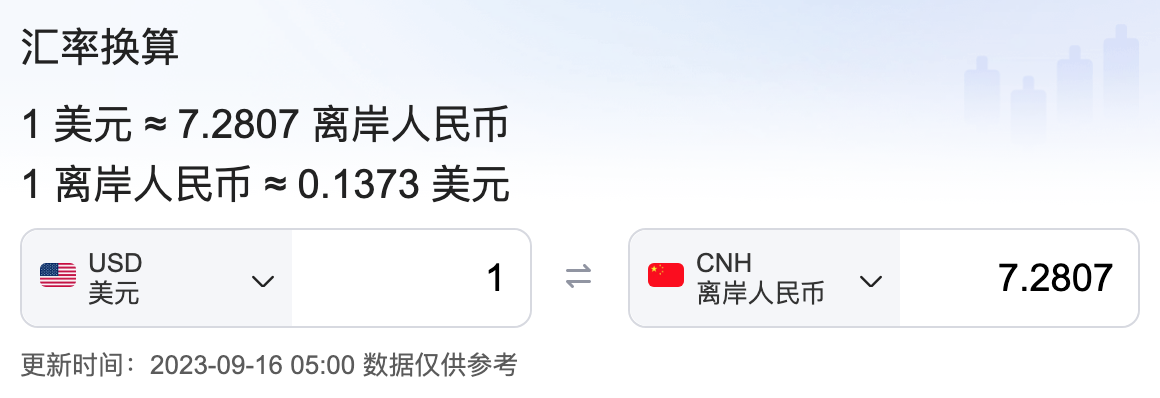 汇率换算
1 美元 ≈ 7.2807 离岸人民币
1 离岸人民币 ≈ 0.1373 美元
USD
美元
1
CNH
离岸人民币
7.2807
更新时间：2023-09-16 05:00 数据仅供参考